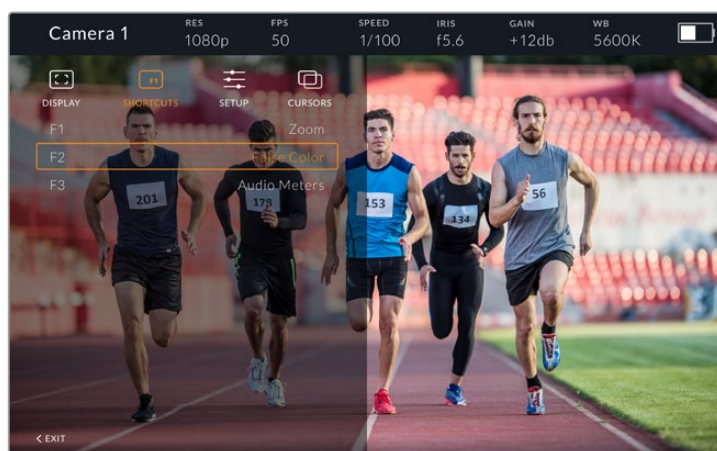 Camera 1
RES
1080p
FPS
50
SPEED
1/100
IRIS
f5.6
GAIN
+12db
WB
5600K
DISPLAY
F1
SHORTCUTS
SETUP
CURSORS
F1 Zoom
F2 False Color
F3 Audio Meters
201
178
153
134
56
< EXIT